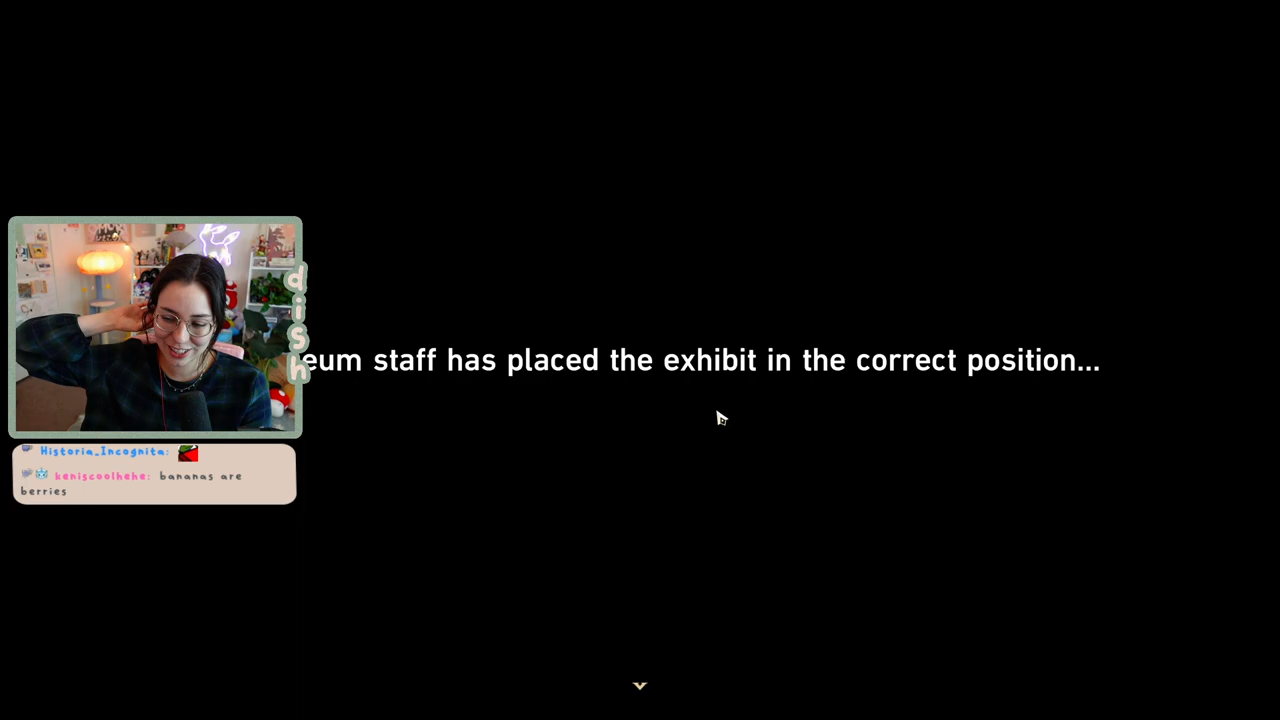 dish
eum staff has placed the exhibit in the correct position...
Historia_Incognita:
keniscoolhehe: bananas are
berries